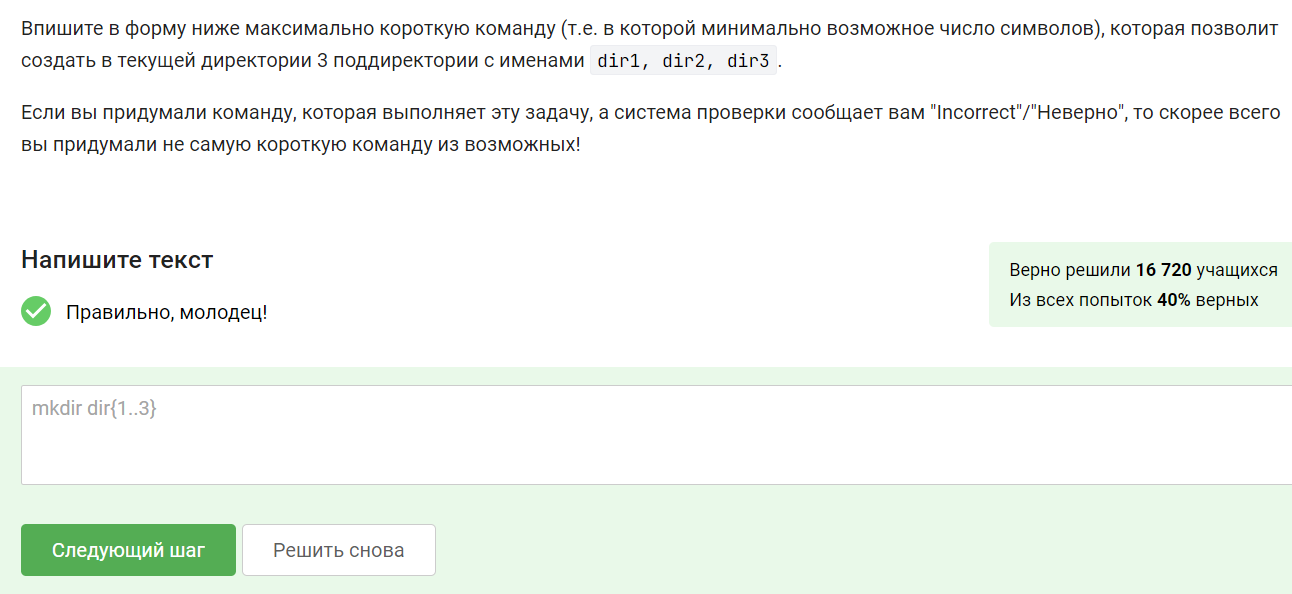 Впишите в форму ниже максимально короткую команду (т.е. в которой минимально возможное число символов), которая позволит
создать в текущей директории 3 поддиректории с именами dir1, dir2, dir3.
Если вы придумали команду, которая выполняет эту задачу, а система проверки сообщает вам "Incorrect"/"Неверно", то скорее всего
вы придумали не самую короткую команду из возможных!
Напишите текст
Правильно, молодец!
Верно решили 16 720 учащихся
Из всех попыток 40% верных
mkdir dir{1..3}
Следующий шаг
Решить снова